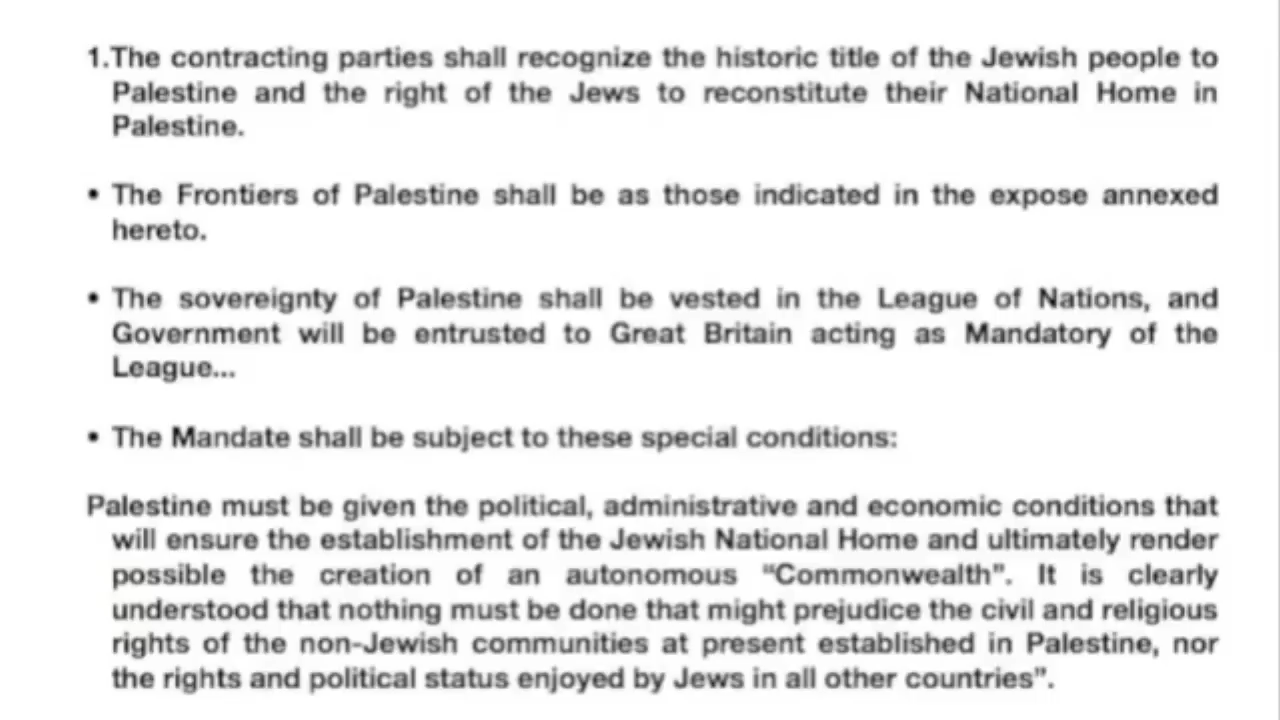 1.The contracting parties shall recognize the historic title of the Jewish people to
Palestine and the right of the Jews to reconstitute their National Home in
Palestine.
• The Frontiers of Palestine shall be as those indicated in the expose annexed
hereto.
• The sovereignty of Palestine shall be vested in the League of Nations, and
Government will be entrusted to Great Britain acting as Mandatory of the
League...
• The Mandate shall be subject to these special conditions:
Palestine must be given the political, administrative and economic conditions that
will ensure the establishment of the Jewish National Home and ultimately render
possible the creation of an autonomous "Commonwealth". It is clearly
understood that nothing must be done that might prejudice the civil and religious
rights of the non-Jewish communities at present established in Palestine, nor
the rights and political status enjoyed by Jews in all other countries".